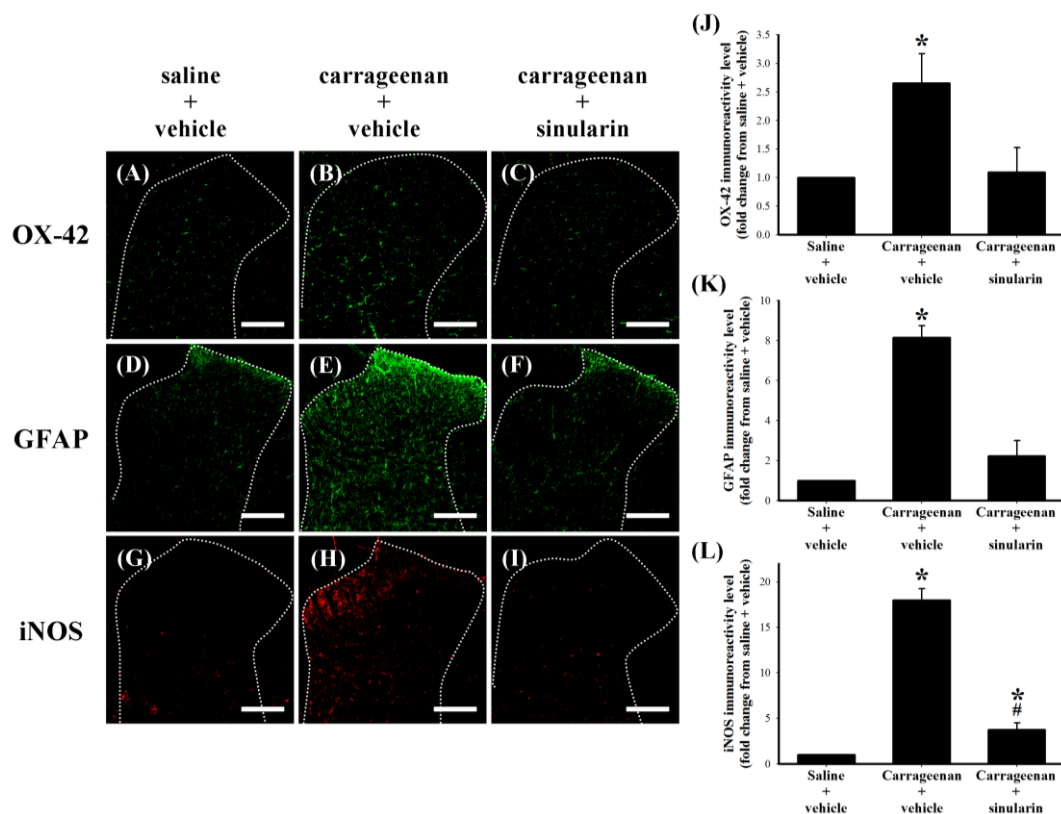 saline
+
vehicle
carrageenan
+
vehicle
carrageenan
+
sinularin
OX-42
(A)
(B)
(C)
GFAP
(D)
(E)
(F)
iNOS
(G)
(H)
(I)
(J)
OX-42 immunoreactivity level
(fold change from saline + vehicle)
3.5
3.0
2.5
2.0
1.5
1.0
0.5
0.0
*
Saline
+
vehicle
Carrageenan
+
vehicle
Carrageenan
+
sinularin
(K)
GFAP immunoreactivity level
(fold change from saline + vehicle)
10
8
6
4
2
0
*
Saline
+
vehicle
Carrageenan
+
vehicle
Carrageenan
+
sinularin
(L)
iNOS immunoreactivity level
(fold change from saline + vehicle)
20
15
10
5
0
*
*
#
Saline
+
vehicle
Carrageenan
+
vehicle
Carrageenan
+
sinularin